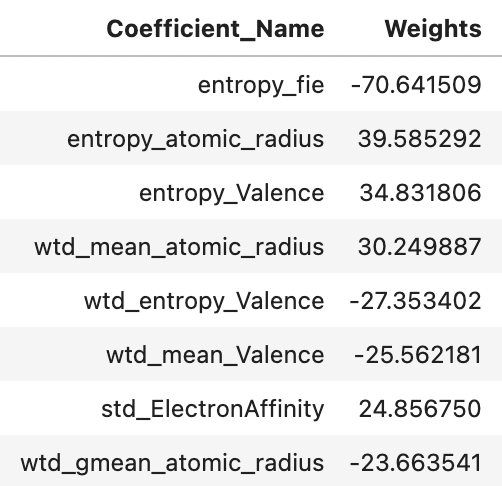 Coefficient_Name Weights
entropy_fie -70.641509
entropy_atomic_radius 39.585292
entropy_Valence 34.831806
wtd_mean_atomic_radius 30.249887
wtd_entropy_Valence -27.353402
wtd_mean_Valence -25.562181
std_ElectronAffinity 24.856750
wtd_gmean_atomic_radius -23.663541